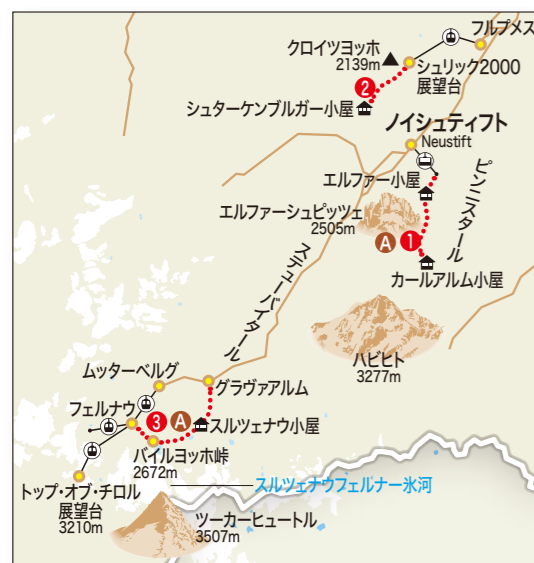 フルプメス
クロイツヨッホ
2139m
シュリック2000
展望台
2
シュターケンブルガー小屋
ノイシュティフト
Neustift
エルファー小屋
ピンニスタール
エルファーシュピッツェ
2505m
A
1
カールアルム小屋
ステューバイタール
ハビヒト
3277m
ムッターベルグ
グラヴァアルム
フェルナウ
3
A
スルツェナウ小屋
バイルヨッホ峠
2672m
トップ・オブ・チロル
展望台
3210m
スルツェナウフェルナー氷河
ツーカーヒュートル
3507m